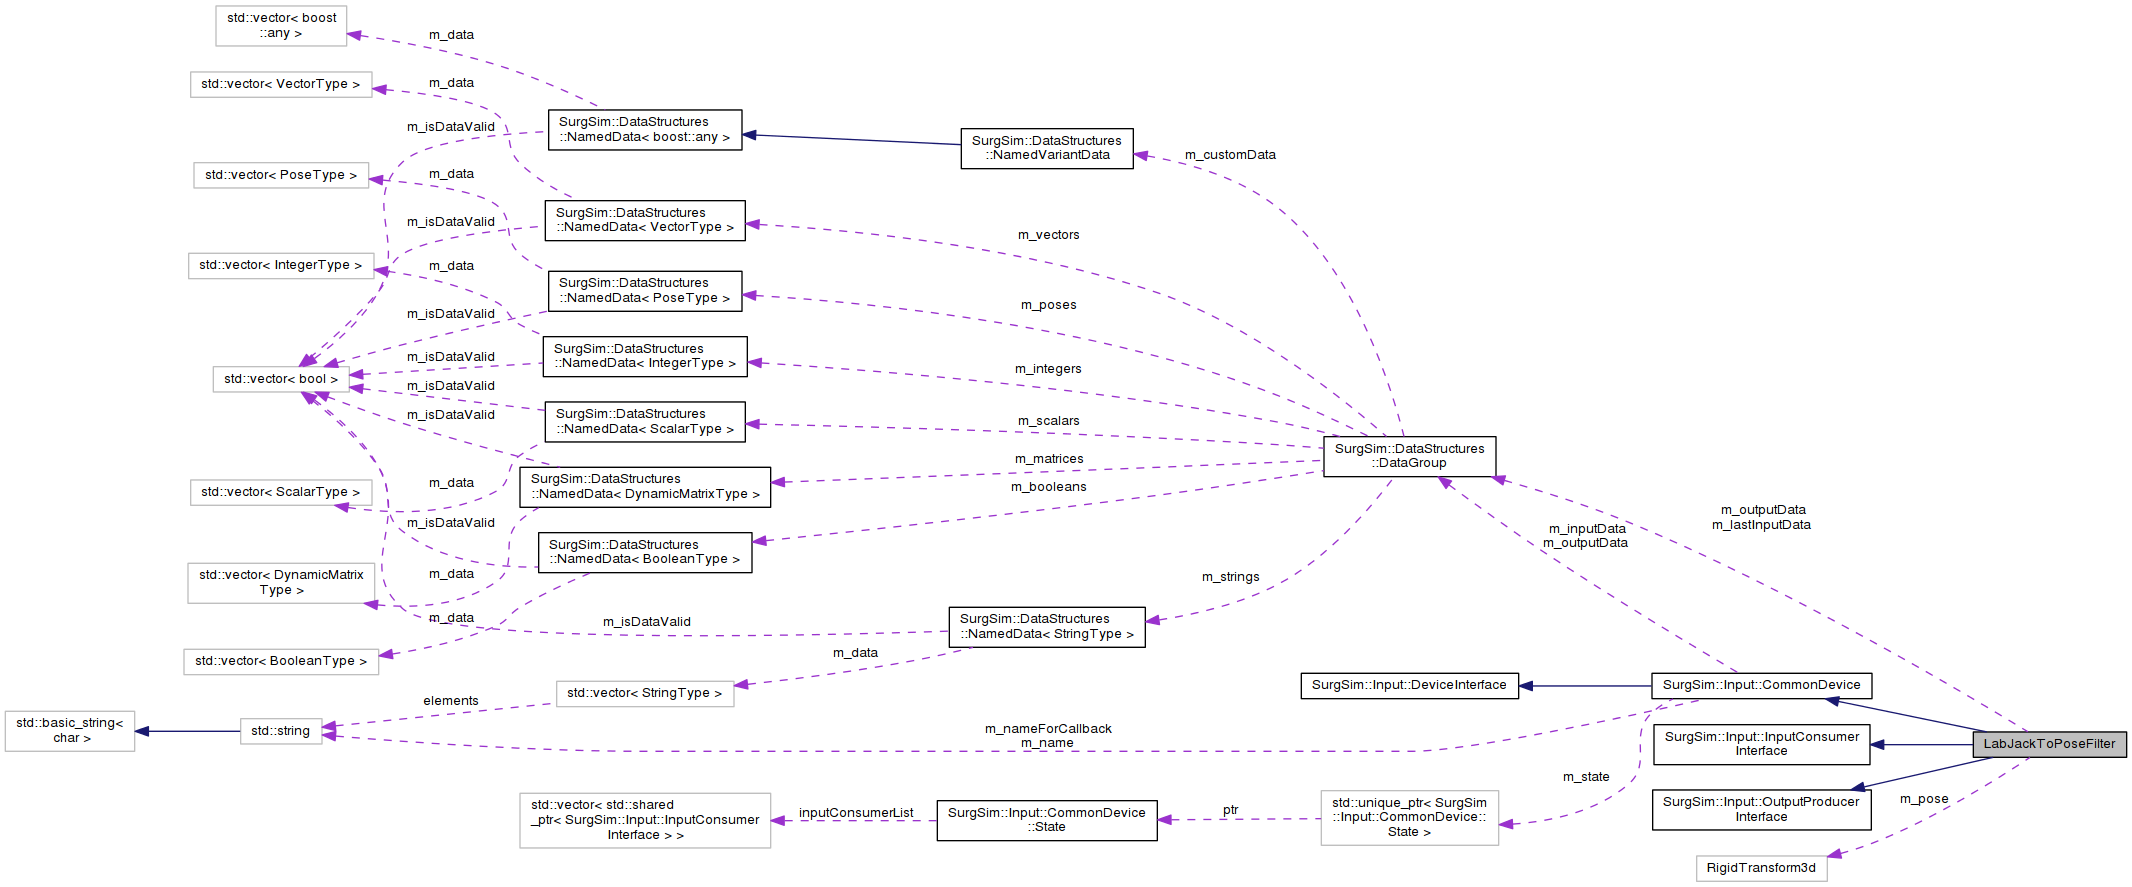 std::vector< boost
::any >
m_data
std::vector< VectorType >
m_data
m_isDataValid
SurgSim::DataStructures
::NamedData< boost::any >
SurgSim::DataStructures
::NamedVariantData
m_customData
std::vector< PoseType >
m_data
m_isDataValid
SurgSim::DataStructures
::NamedData< VectorType >
m_vectors
std::vector< IntegerType >
m_data
SurgSim::DataStructures
::NamedData< PoseType >
m_poses
m_isDataValid
m_isDataValid
SurgSim::DataStructures
::NamedData< IntegerType >
m_integers
std::vector< bool >
m_isDataValid
m_isDataValid
SurgSim::DataStructures
::NamedData< ScalarType >
m_scalars
SurgSim::DataStructures
::DataGroup
m_matrices
m_booleans
std::vector< ScalarType >
m_data
SurgSim::DataStructures
::NamedData< DynamicMatrixType >
m_outputData
m_lastInputData
m_inputData
m_outputData
m_isDataValid
SurgSim::DataStructures
::NamedData< BooleanType >
std::vector< DynamicMatrix
Type >
m_data
m_strings
m_data
m_isDataValid
SurgSim::DataStructures
::NamedData< StringType >
std::vector< BooleanType >
m_data
std::vector< StringType >
SurgSim::Input::DeviceInterface
SurgSim::Input::CommonDevice
elements
std::basic_string<
char >
std::string
m_nameForCallback
m_name
SurgSim::Input::InputConsumer
Interface
LabJackToPoseFilter
m_state
std::vector< std::shared
_ptr< SurgSim::Input::InputConsumer
Interface > >
inputConsumerList
SurgSim::Input::CommonDevice
::State
ptr
std::unique_ptr< SurgSim
::Input::CommonDevice::
State >
SurgSim::Input::OutputProducer
Interface
m_pose
RigidTransform3d